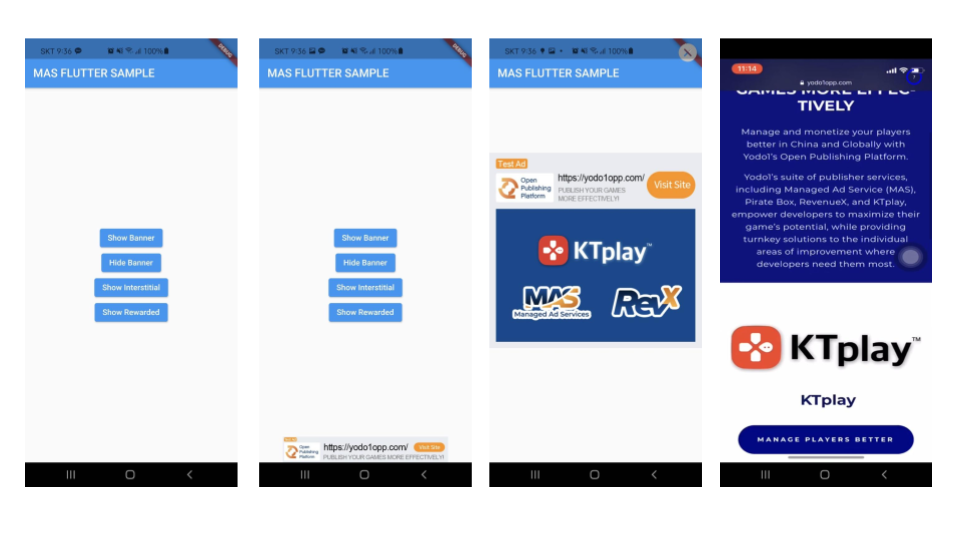 SKT 9:36 100%
DEBUG
MAS FLUTTER SAMPLE
Show Banner
Hide Banner
Show Interstitial
Show Rewarded
SKT 9:36 100%
DEBUG
MAS FLUTTER SAMPLE
Show Banner
Hide Banner
Show Interstitial
Show Rewarded
Test Ad
Open
Publishing
Platform
https://yodo1opp.com/
PUBLISH YOUR GAMES MORE EFFECTIVELY!
Visit Site
SKT 9:36 100%
MAS FLUTTER SAMPLE
Test Ad
Open
Publishing
Platform
https://yodo1opp.com/
PUBLISH YOUR GAMES
MORE EFFECTIVELY!
Visit Site
KTplay™
MAS
Managed Ad Services
RevX
11:14
yodo1opp.com
GAMES MORE EFFEC-
TIVELY
Manage and monetize your players
better in China and Globally with
Yodo1's Open Publishing Platform.
Yodo1's suite of publisher services,
including Managed Ad Service (MAS),
Pirate Box, RevenueX, and KTplay,
empower developers to maximize their
game's potential, while providing
turnkey solutions to the individual
areas of improvement where
developers need them most.
KTplay™
KTplay
MANAGE PLAYERS BETTER